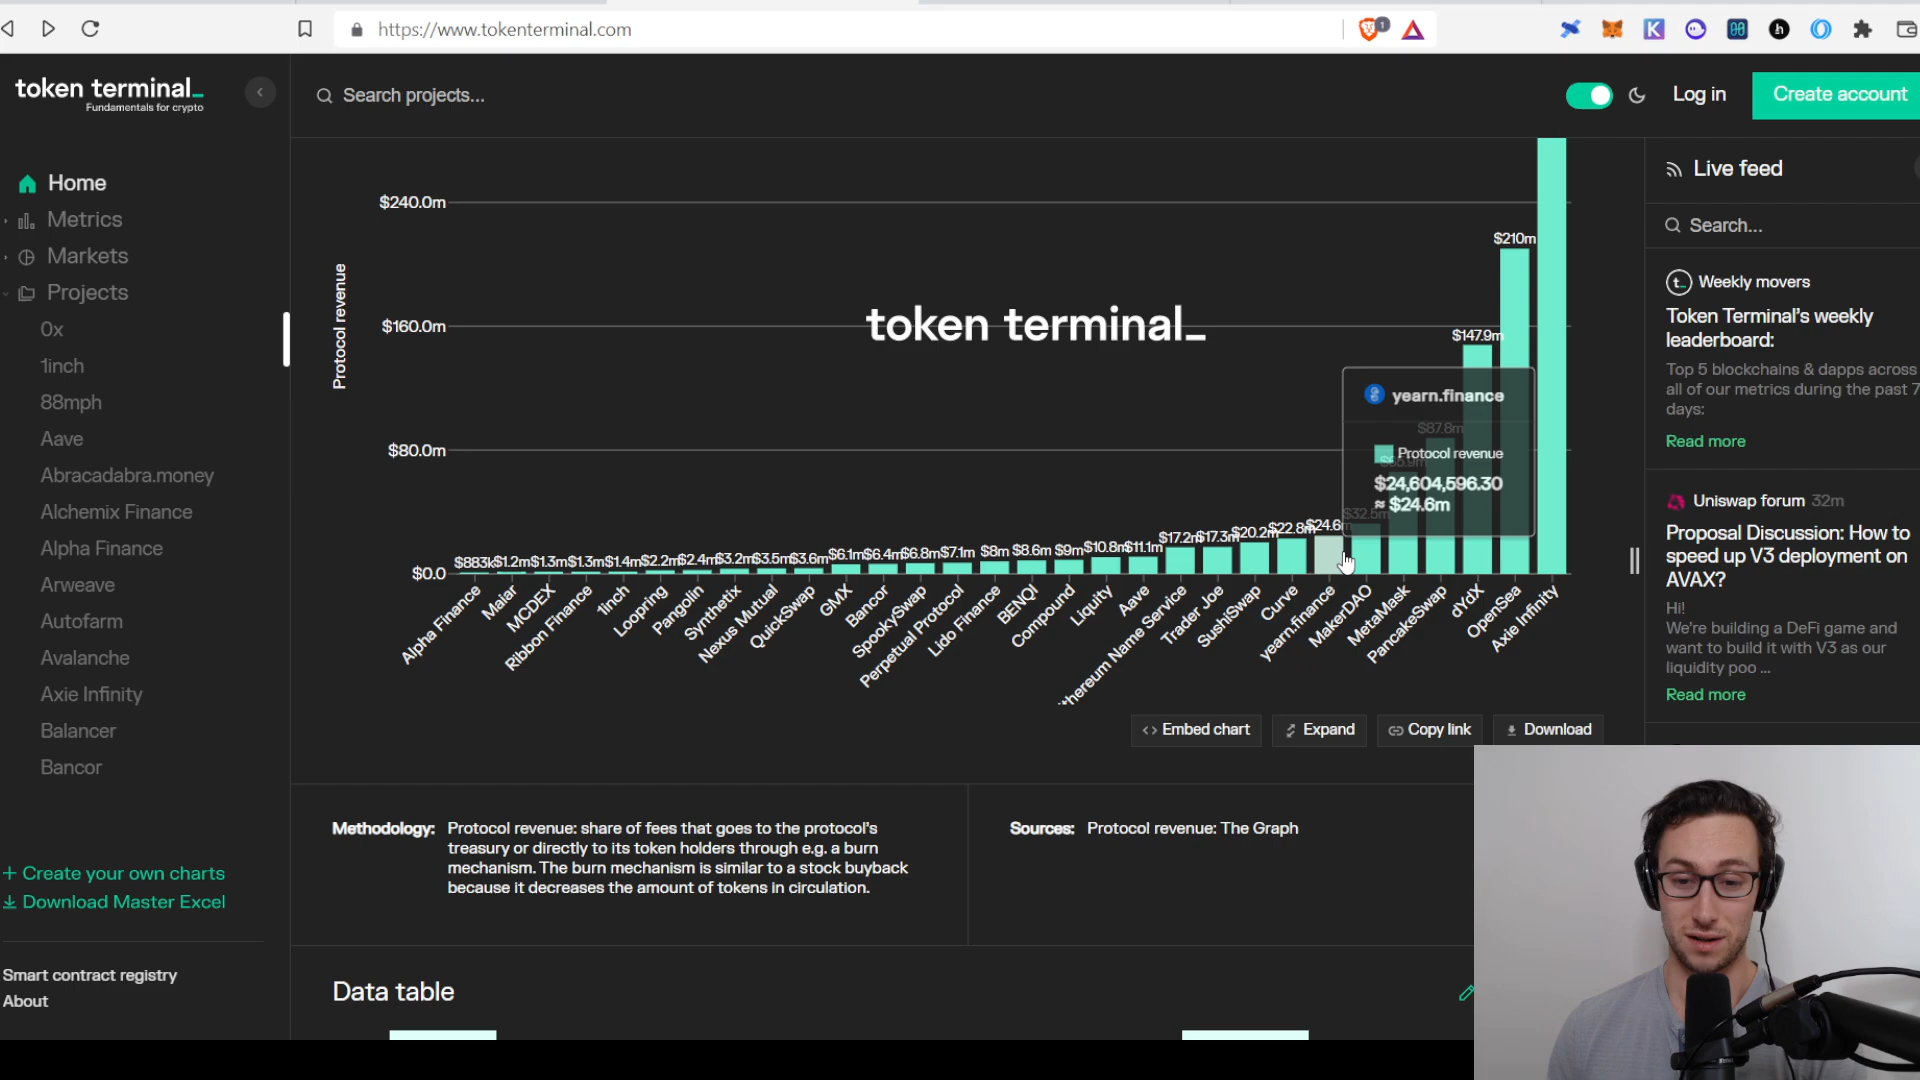 https://www.tokenterminal.com
1
token terminal_
Fundamentals for crypto
Search projects...
Log in
Create account
Home
Metrics
Markets
Projects
0x
1inch
88mph
Aave
Abracadabra.money
Alchemix Finance
Alpha Finance
Arweave
Autofarm
Avalanche
Axie Infinity
Balancer
Bancor
+ Create your own charts
Download Master Excel
Smart contract registry
About
Protocol revenue
$240.0m
$160.0m
$80.0m
$0.0
token terminal_
$883k
$1.2m
$1.3m
$1.3m
$1.4m
$2.2m
$2.4m
$3.2m
$3.5m
$3.6m
$6.1m
$6.4m
$6.8m
$7.1m
$8m
$8.6m
$9m
$10.8m
$11.1m
$17.2m
$17.3m
$20.2m
$22.8m
$24.6m
$32.5m
$87.8m
$147.9m
$210m
yearn.finance
Protocol revenue
$24,604,596.30
≈ $24.6m
Alpha Finance
Maiar
MCDEX
Ribbon Finance
1inch
Loopring
Pangolin
Synthetix
Nexus Mutual
QuickSwap
GMX
Bancor
SpookySwap
Perpetual Protocol
Lido Finance
BENQI
Compound
Liquity
Aave
thereum Name Service
Trader Joe
SushiSwap
Curve
yearn.finance
MakerDAO
MetaMask
PancakeSwap
dYdX
OpenSea
Axie Infinity
Embed chart
Expand
Copy link
Download
Methodology:
Protocol revenue: share of fees that goes to the protocol's
treasury or directly to its token holders through e.g. a burn
mechanism. The burn mechanism is similar to a stock buyback
because it decreases the amount of tokens in circulation.
Sources:
Protocol revenue: The Graph
Data table
Live feed
Search...
Weekly movers
Token Terminal's weekly
leaderboard:
Top 5 blockchains & dapps across
all of our metrics during the past 7
days:
Read more
Uniswap forum 32m
Proposal Discussion: How to
speed up V3 deployment on
AVAX?
Hi!
We're building a DeFi game and
want to build it with V3 as our
liquidity poo ...
Read more